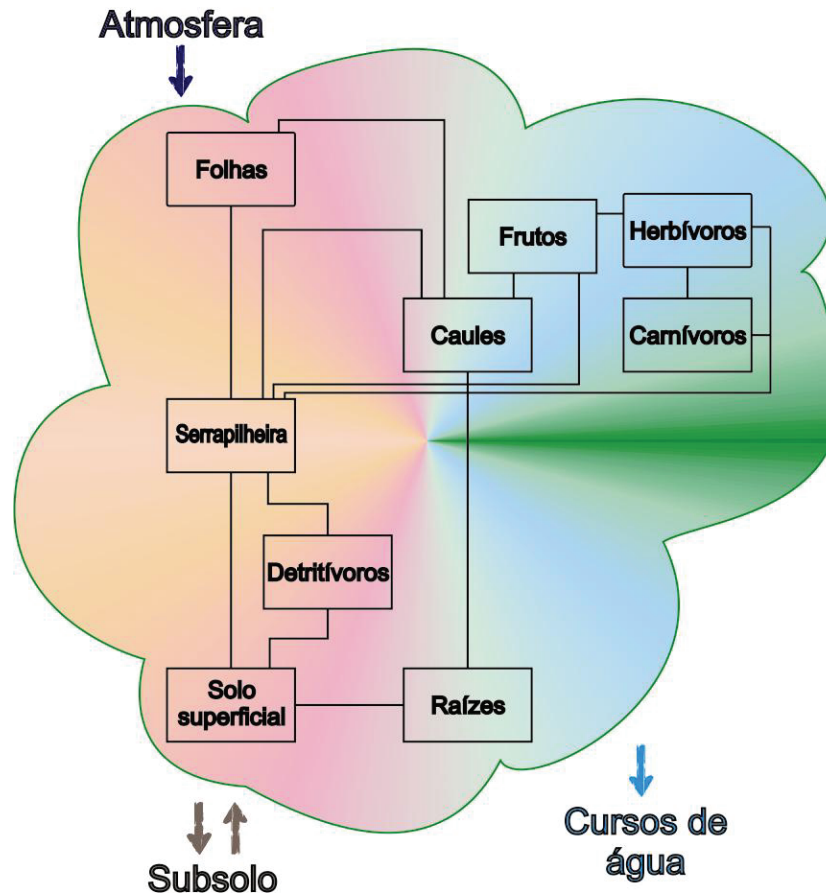 Atmosfera
Folhas
Frutos
Herbívoros
Caules
Carnívoros
Serrapilheira
Detritívoros
Solo
superficial
Raízes
Cursos de
água
Subsolo